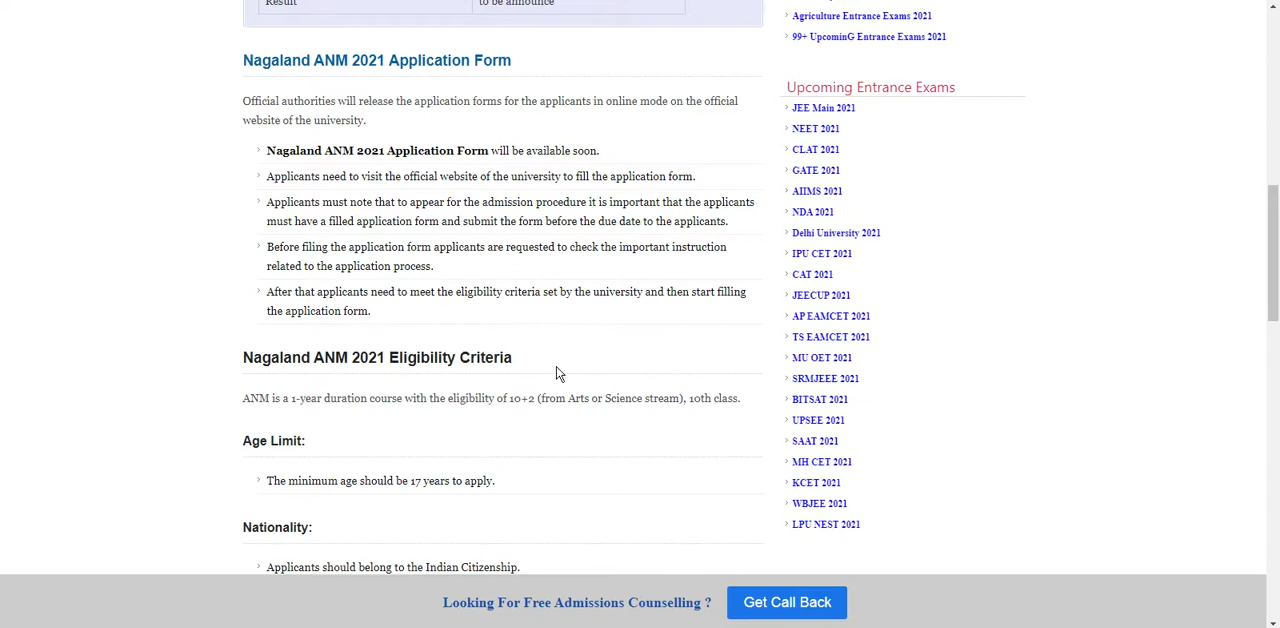 Result to be announce
Nagaland ANM 2021 Application Form
Official authorities will release the application forms for the applicants in online mode on the official
website of the university.
Nagaland ANM 2021 Application Form will be available soon.
Applicants need to visit the official website of the university to fill the application form.
Applicants must note that to appear for the admission procedure it is important that the applicants
must have a filled application form and submit the form before the due date to the applicants.
Before filing the application form applicants are requested to check the important instruction
related to the application process.
After that applicants need to meet the eligibility criteria set by the university and then start filling
the application form.
Nagaland ANM 2021 Eligibility Criteria
ANM is a 1-year duration course with the eligibility of 10+2 (from Arts or Science stream), 10th class.
Age Limit:
The minimum age should be 17 years to apply.
Nationality:
Applicants should belong to the Indian Citizenship.
Agriculture Entrance Exams 2021
99+ UpcominG Entrance Exams 2021
Upcoming Entrance Exams
JEE Main 2021
NEET 2021
CLAT 2021
GATE 2021
AIIMS 2021
NDA 2021
Delhi University 2021
IPU CET 2021
CAT 2021
JEECUP 2021
AP EAMCET 2021
TS EAMCET 2021
MU OET 2021
SRMJEEE 2021
BITSAT 2021
UPSEE 2021
SAAT 2021
MH CET 2021
KCET 2021
WBJEE 2021
LPU NEST 2021
Looking For Free Admissions Counselling ? Get Call Back